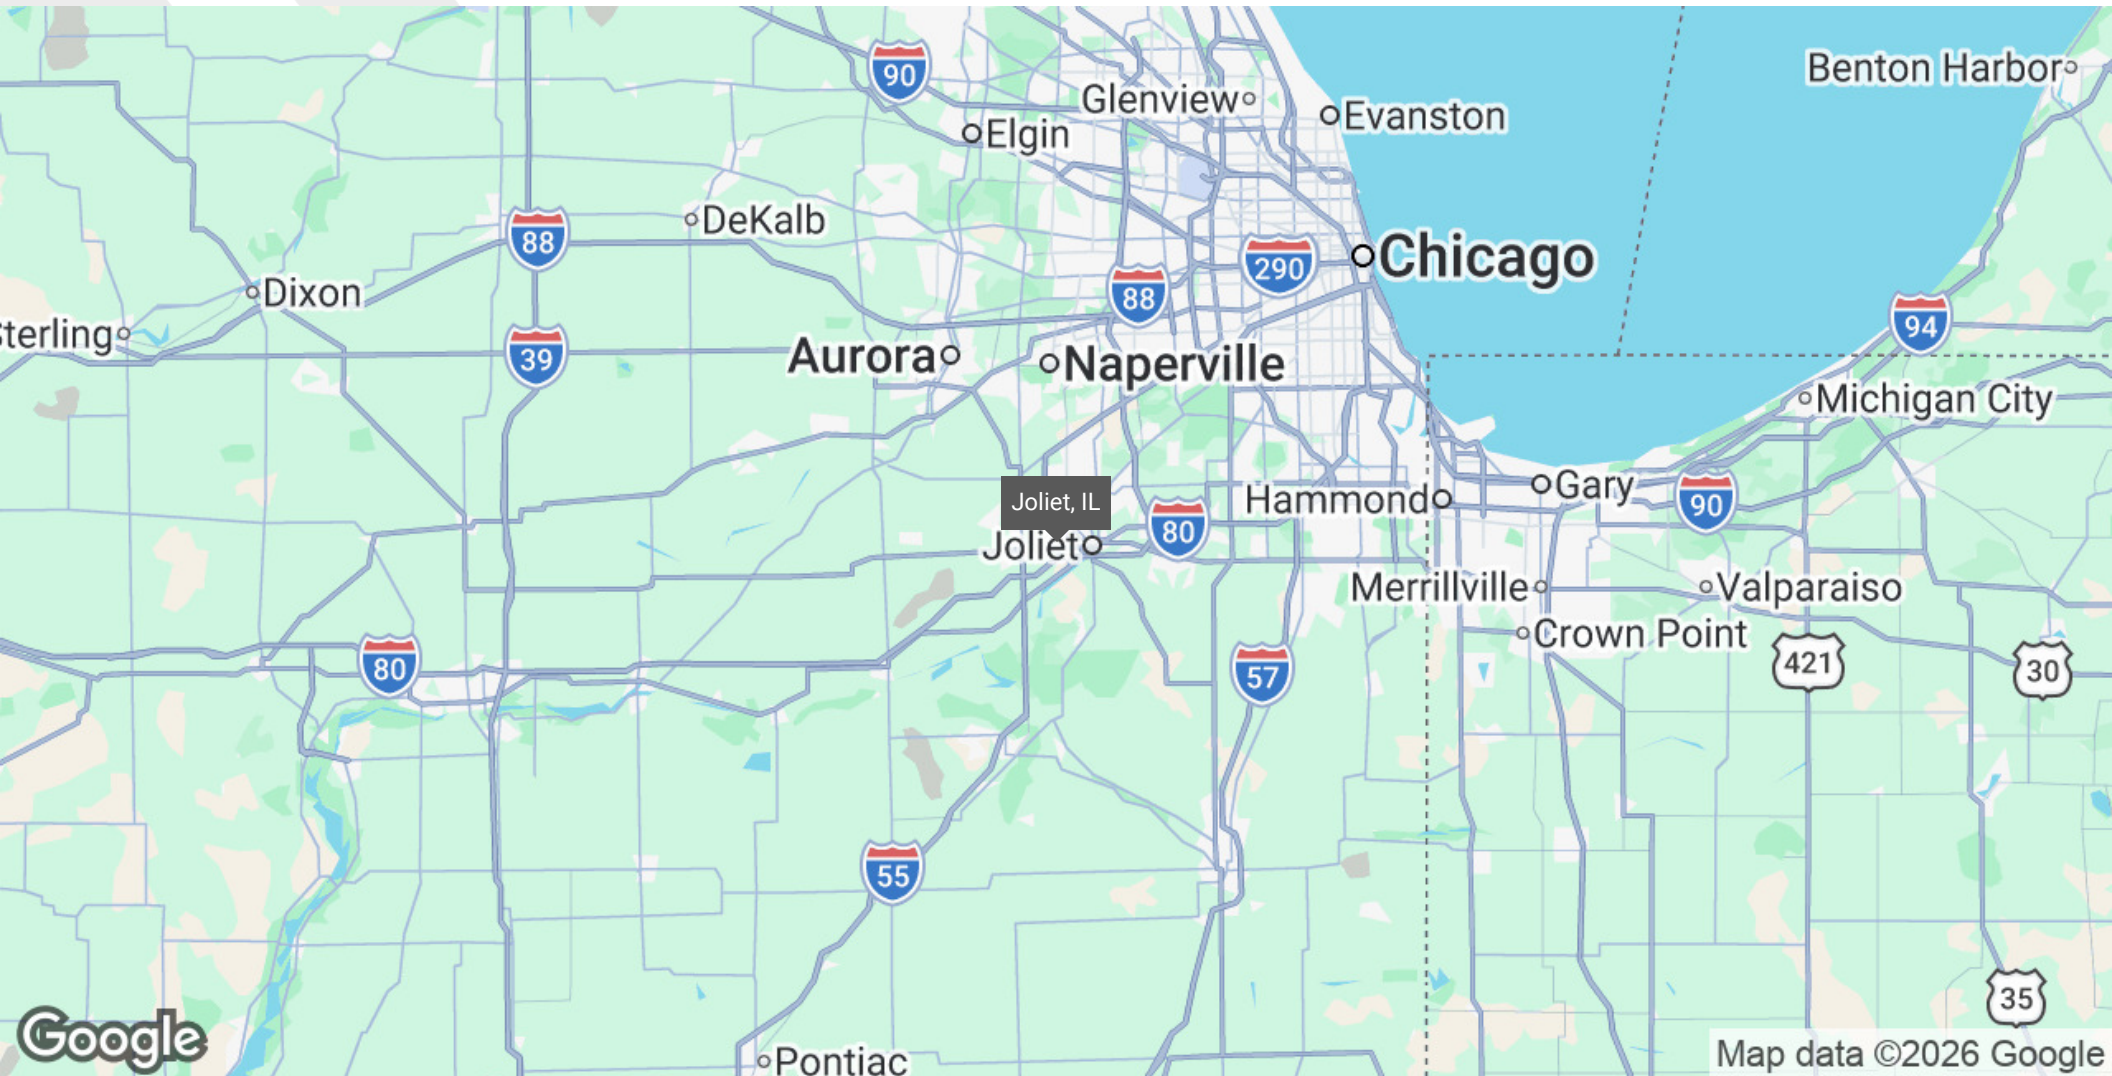 90
Glenview
Benton Harbor
Elgin
Evanston
DeKalb
88
290
Chicago
88
Dixon
94
Sterling
39
Aurora
Naperville
Michigan City
Joliet, IL
Hammond
Gary
90
80
Joliet
Merrillville
Valparaiso
Crown Point
80
57
421
30
55
35
Google
Pontiac
Map data ©2026 Google